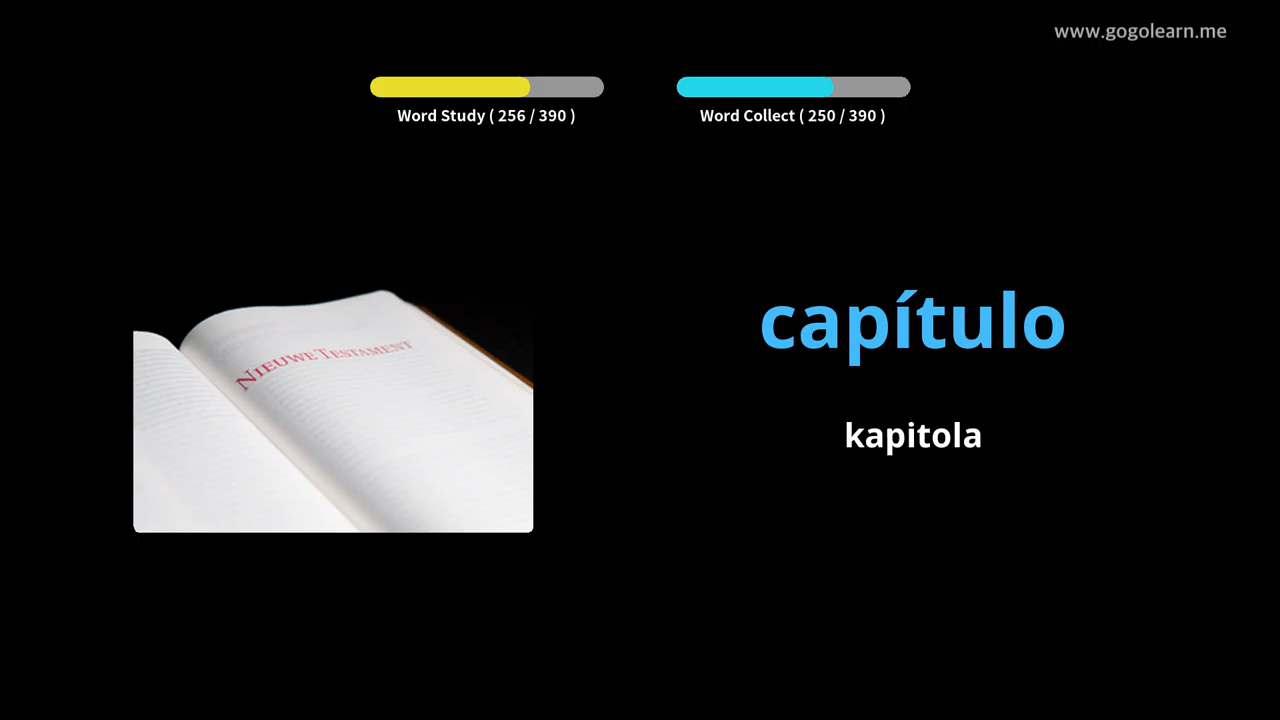 www.gogolearn.me
Word Study ( 256 / 390 )
Word Collect ( 250 / 390 )
capítulo
kapitola
NIEUWE TESTAMENT